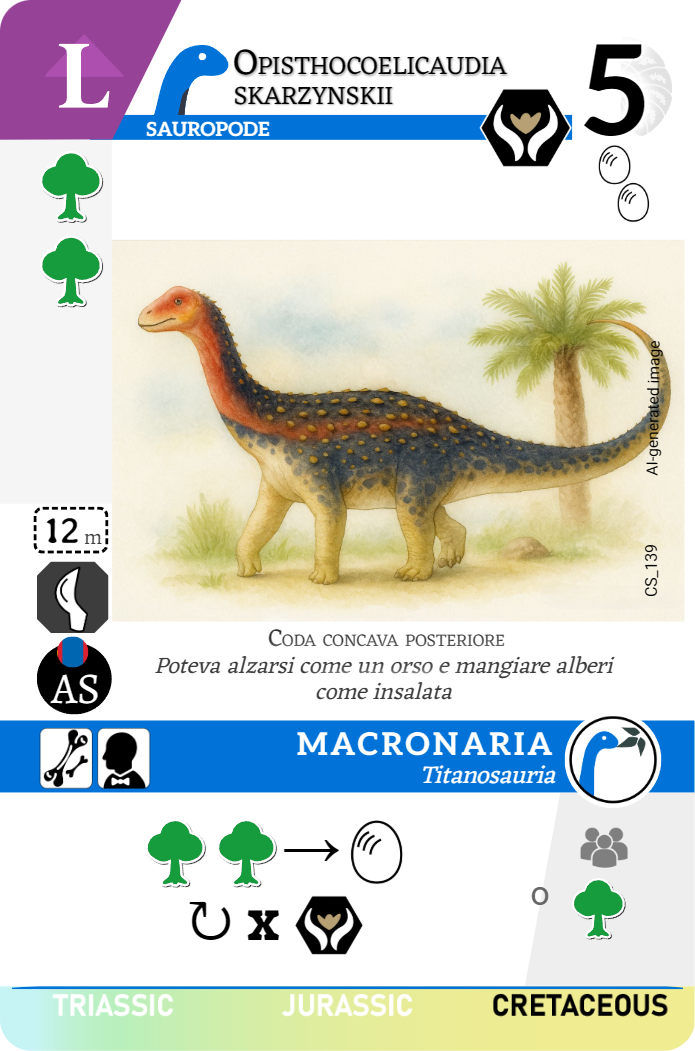 L
OPISTHOCOELICAUDIA
SKARZYNSKII
5
SAUROPODE
12 m
AI-generated image
CS_139
AS
CODA CONCAVA POSTERIORE
Poteva alzarsi come un orso e mangiare alberi
come insalata
MACRONARIA
Titanosauria
x
o
TRIASSIC JURASSIC CRETACEOUS